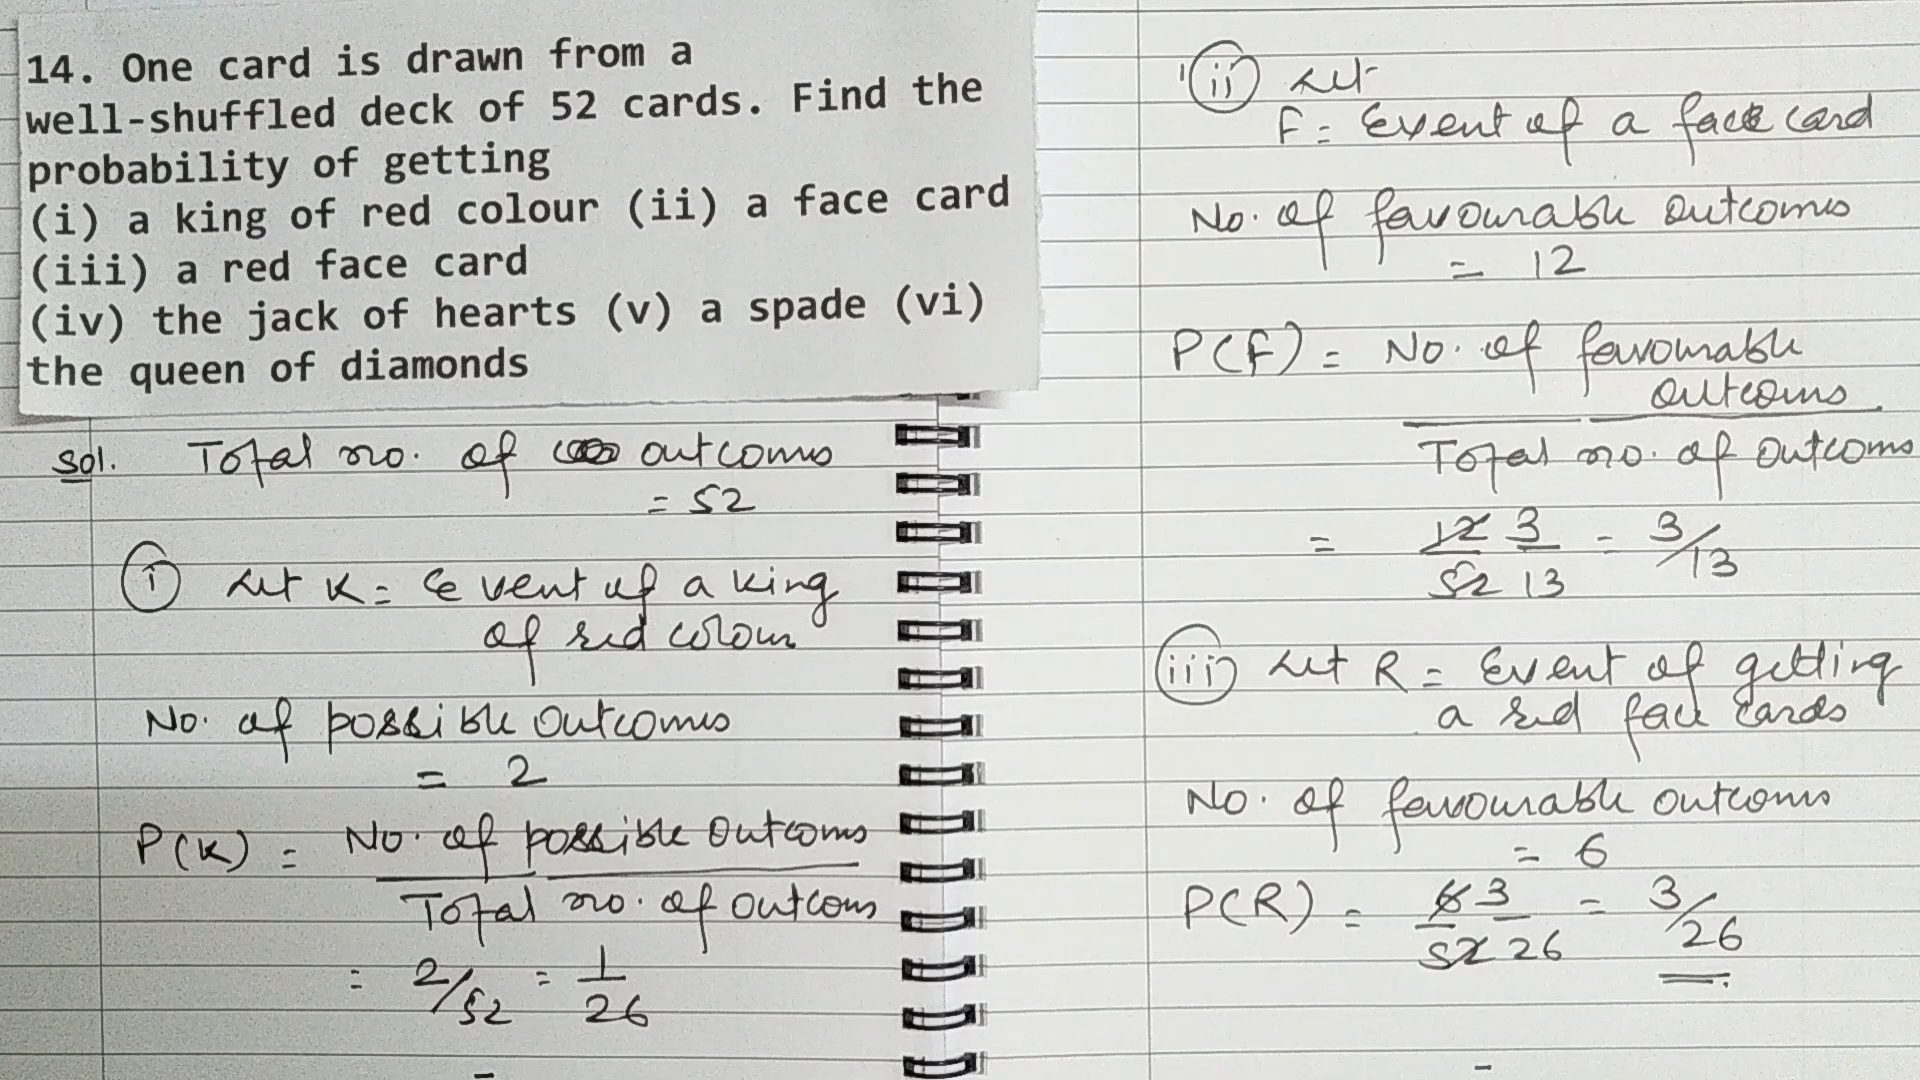 14. One card is drawn from a
well-shuffled deck of 52 cards. Find the
probability of getting
(i) a king of red colour (ii) a face card
(iii) a red face card
(iv) the jack of hearts (v) a spade (vi)
the queen of diamonds
Sol. Total no. of outcomes
= 52
(i) Let K = Event of a king
of red colour
No. of possible outcomes
= 2
P(K) = No. of possible outcoms
Total no. of outcoms
= 2/52 = 1/26
(ii) Let
F = Event of a face card
No. of favourable outcomes
= 12
P(F) = No. of favourable
outcoms
Total no. of outcoms
= 12/52 3/13 = 3/13
(iii) Let R = Event of getting
a red face cards
No. of favourable outcoms
= 6
P(R) = 6/52 3/26 = 3/26